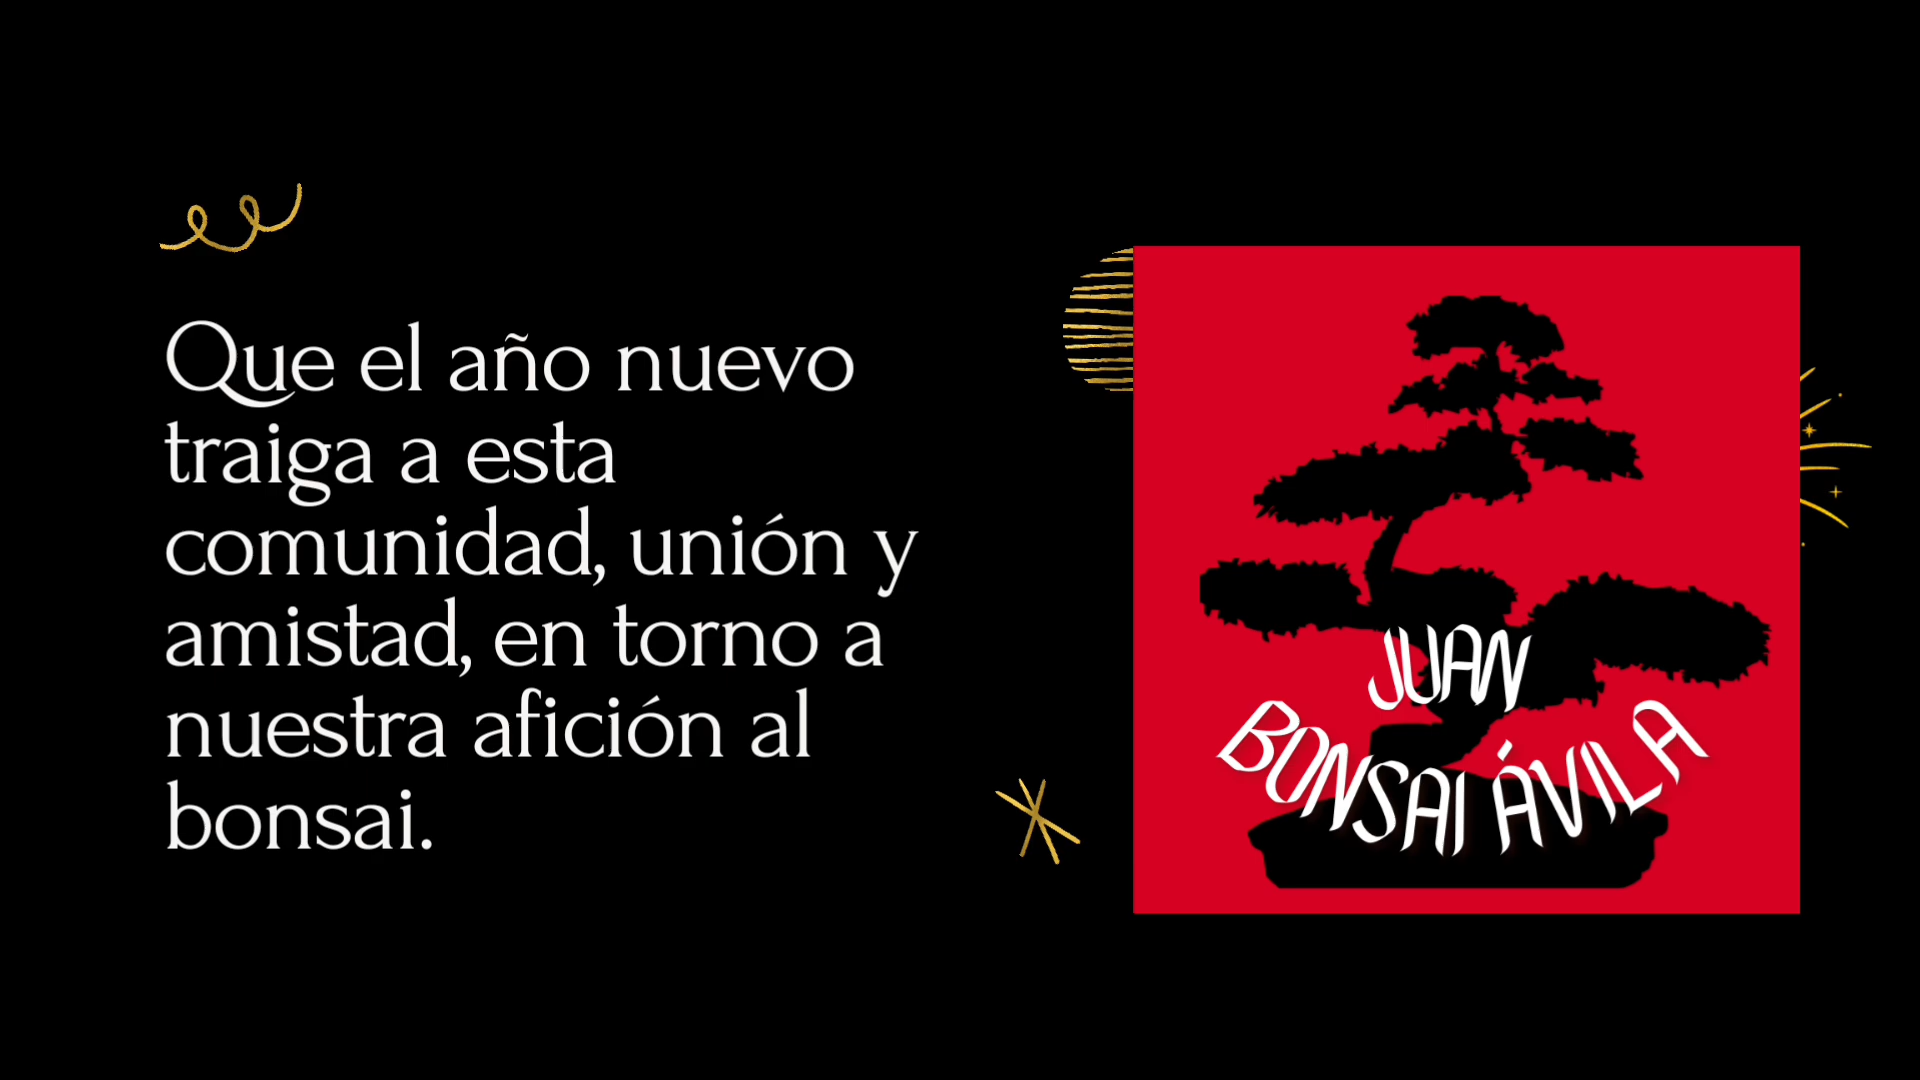 Que el año nuevo
traiga a esta
comunidad, unión y
amistad, en torno a
nuestra afición al
bonsai.
JUAN
BONSAI ÁVILA